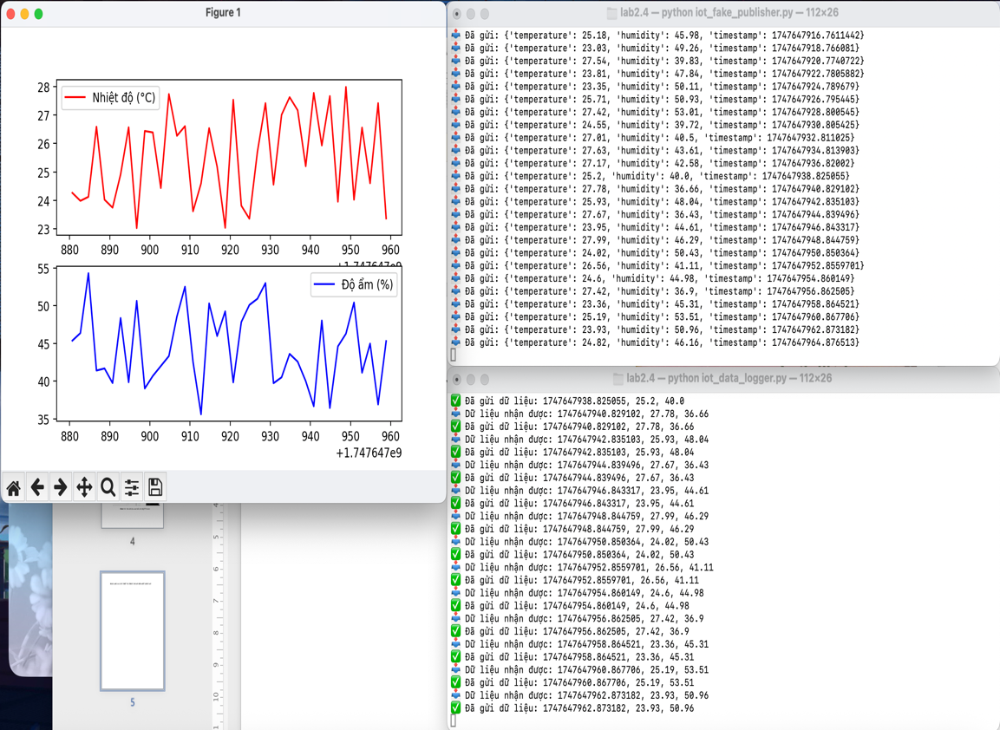 Figure 1
Nhiệt độ (°C)
28
27
26
25
24
23
880 890 900 910 920 930 940 950 960
+1.747647e9
Độ ẩm (%)
55
50
45
40
35
880 890 900 910 920 930 940 950 960
+1.747647e9
4
5
4
5
6
7
8
9
10
lab2.4 — python iot_fake_publisher.py — 112×26
Đã gửi: {'temperature': 25.18, 'humidity': 45.98, 'timestamp': 1747647916.7611442}
Đã gửi: {'temperature': 23.03, 'humidity': 49.26, 'timestamp': 1747647918.766081}
Đã gửi: {'temperature': 27.54, 'humidity': 39.83, 'timestamp': 1747647920.7740722}
Đã gửi: {'temperature': 23.81, 'humidity': 47.84, 'timestamp': 1747647922.7805882}
Đã gửi: {'temperature': 23.35, 'humidity': 50.11, 'timestamp': 1747647924.789679}
Đã gửi: {'temperature': 25.71, 'humidity': 50.93, 'timestamp': 1747647926.795445}
Đã gửi: {'temperature': 27.42, 'humidity': 53.01, 'timestamp': 1747647928.800545}
Đã gửi: {'temperature': 24.55, 'humidity': 39.72, 'timestamp': 1747647930.805425}
Đã gửi: {'temperature': 27.01, 'humidity': 40.5, 'timestamp': 1747647932.811025}
Đã gửi: {'temperature': 27.63, 'humidity': 43.61, 'timestamp': 1747647934.813903}
Đã gửi: {'temperature': 27.17, 'humidity': 42.58, 'timestamp': 1747647936.82002}
Đã gửi: {'temperature': 25.2, 'humidity': 40.0, 'timestamp': 1747647938.825055}
Đã gửi: {'temperature': 27.78, 'humidity': 36.66, 'timestamp': 1747647940.829102}
Đã gửi: {'temperature': 25.93, 'humidity': 48.04, 'timestamp': 1747647942.835103}
Đã gửi: {'temperature': 27.67, 'humidity': 36.43, 'timestamp': 1747647944.839496}
Đã gửi: {'temperature': 23.95, 'humidity': 44.61, 'timestamp': 1747647946.843317}
Đã gửi: {'temperature': 27.99, 'humidity': 46.29, 'timestamp': 1747647948.844759}
Đã gửi: {'temperature': 24.02, 'humidity': 50.43, 'timestamp': 1747647950.850364}
Đã gửi: {'temperature': 26.56, 'humidity': 41.11, 'timestamp': 1747647952.8559701}
Đã gửi: {'temperature': 24.6, 'humidity': 44.98, 'timestamp': 1747647954.860149}
Đã gửi: {'temperature': 27.42, 'humidity': 36.9, 'timestamp': 1747647956.862505}
Đã gửi: {'temperature': 23.36, 'humidity': 45.31, 'timestamp': 1747647958.864521}
Đã gửi: {'temperature': 25.19, 'humidity': 53.51, 'timestamp': 1747647960.867706}
Đã gửi: {'temperature': 23.93, 'humidity': 50.96, 'timestamp': 1747647962.873182}
Đã gửi: {'temperature': 24.82, 'humidity': 46.16, 'timestamp': 1747647964.876513}
lab2.4 — python iot_data_logger.py — 112×26
Đã gửi dữ liệu: 1747647938.825055, 25.2, 40.0
Dữ liệu nhận được: 1747647940.829102, 27.78, 36.66
Đã gửi dữ liệu: 1747647940.829102, 27.78, 36.66
Dữ liệu nhận được: 1747647942.835103, 25.93, 48.04
Đã gửi dữ liệu: 1747647942.835103, 25.93, 48.04
Dữ liệu nhận được: 1747647944.839496, 27.67, 36.43
Đã gửi dữ liệu: 1747647944.839496, 27.67, 36.43
Dữ liệu nhận được: 1747647946.843317, 23.95, 44.61
Đã gửi dữ liệu: 1747647946.843317, 23.95, 44.61
Dữ liệu nhận được: 1747647948.844759, 27.99, 46.29
Đã gửi dữ liệu: 1747647948.844759, 27.99, 46.29
Dữ liệu nhận được: 1747647950.850364, 24.02, 50.43
Đã gửi dữ liệu: 1747647950.850364, 24.02, 50.43
Dữ liệu nhận được: 1747647952.8559701, 26.56, 41.11
Đã gửi dữ liệu: 1747647952.8559701, 26.56, 41.11
Dữ liệu nhận được: 1747647954.860149, 24.6, 44.98
Đã gửi dữ liệu: 1747647954.860149, 24.6, 44.98
Dữ liệu nhận được: 1747647956.862505, 27.42, 36.9
Đã gửi dữ liệu: 1747647956.862505, 27.42, 36.9
Dữ liệu nhận được: 1747647958.864521, 23.36, 45.31
Đã gửi dữ liệu: 1747647958.864521, 23.36, 45.31
Dữ liệu nhận được: 1747647960.867706, 25.19, 53.51
Đã gửi dữ liệu: 1747647960.867706, 25.19, 53.51
Dữ liệu nhận được: 1747647962.873182, 23.93, 50.96
Đã gửi dữ liệu: 1747647962.873182, 23.93, 50.96